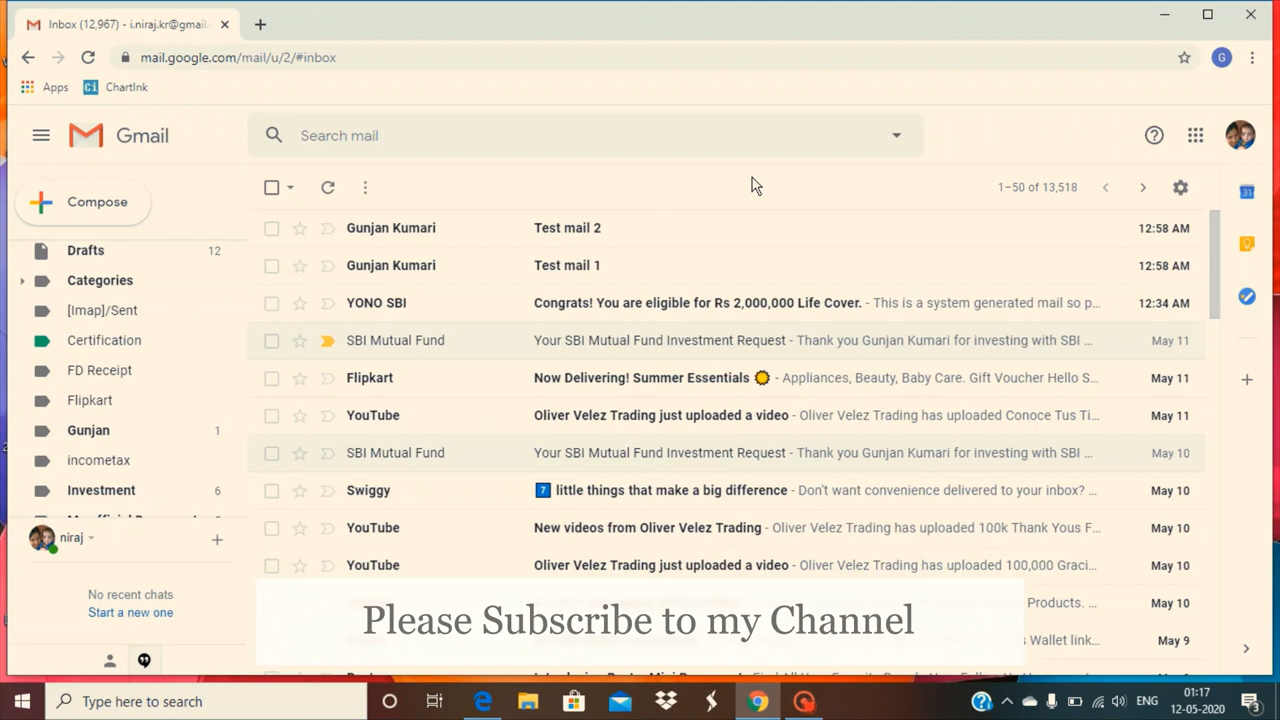 Inbox (12,967) - i.niraj.kr@gmail.
mail.google.com/mail/u/2/#inbox
G
Apps
Ci ChartInk
Gmail
Search mail
Compose
1–50 of 13,518
31
Drafts 12
Categories
[Imap]/Sent
Certification
FD Receipt
Flipkart
Gunjan 1
incometax
Investment 6
niraj
No recent chats
Start a new one
Gunjan Kumari Test mail 2 12:58 AM
Gunjan Kumari Test mail 1 12:58 AM
YONO SBI Congrats! You are eligible for Rs 2,000,000 Life Cover. - This is a system generated mail so p…
12:34 AM
SBI Mutual Fund Your SBI Mutual Fund Investment Request - Thank you Gunjan Kumari for investing with SBI … May 11
Flipkart Now Delivering! Summer Essentials - Appliances, Beauty, Baby Care. Gift Voucher Hello S… May 11
YouTube Oliver Velez Trading just uploaded a video - Oliver Velez Trading has uploaded Conoce Tus Ti… May 11
SBI Mutual Fund Your SBI Mutual Fund Investment Request - Thank you Gunjan Kumari for investing with SBI … May 10
Swiggy 7 little things that make a big difference - Don't want convenience delivered to your inbox? … May 10
YouTube New videos from Oliver Velez Trading - Oliver Velez Trading has uploaded 100k Thank Yous F… May 10
YouTube Oliver Velez Trading just uploaded a video - Oliver Velez Trading has uploaded 100,000 Graci… May 10
Products. … May 10
s Wallet link… May 9
Please Subscribe to my Channel
Type here to search
ENG
01:17
12-05-2020
3